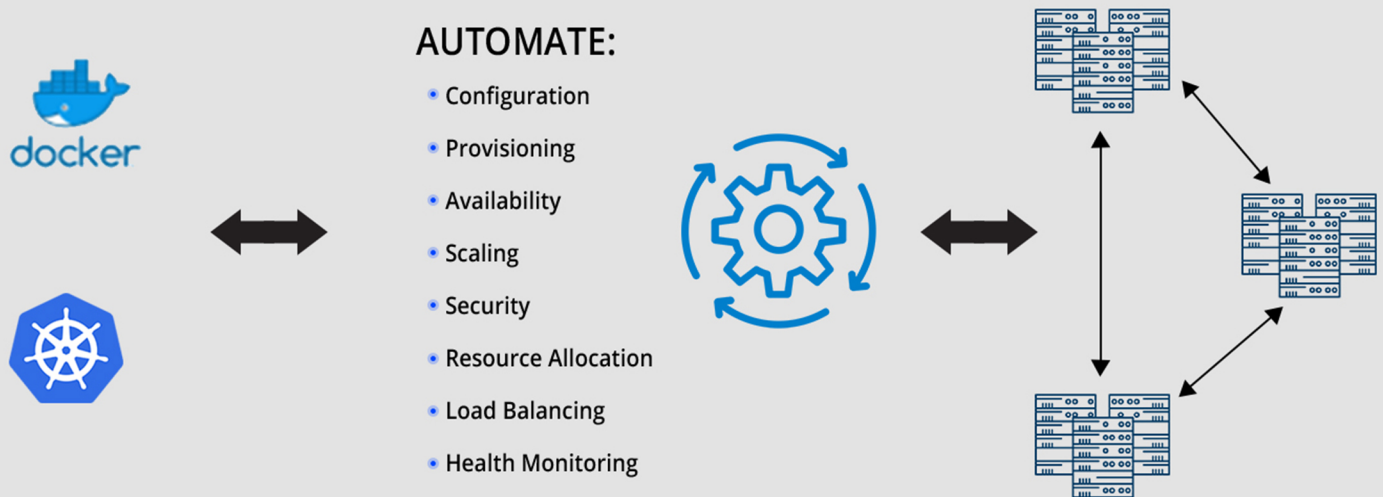 docker
AUTOMATE:
Configuration
Provisioning
Availability
Scaling
Security
Resource Allocation
Load Balancing
Health Monitoring